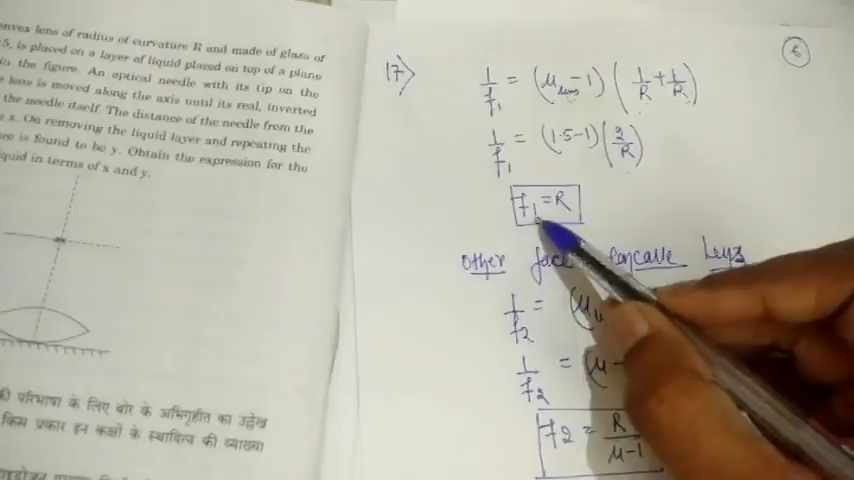 onvex lens of radius of curvature R and made of glass of
5, is placed on a layer of liquid placed on top of a plane
in the figure. An optical needle with its tip on the
lens is moved along the axis until its real, inverted
the needle itself. The distance of the needle from the
x. On removing the liquid layer and repeating the
is found to be y. Obtain the expression for the
quid in terms of x and y.
की परिभाषा के लिए बोर के अभिगृहीत का उल्लेख
किस प्रकार इन कक्षों के स्थायित्व की व्याख्या
6
17>
1/f₁ = (μ_lens - 1) (1/R + 1/R)
1/f₁ = (1.5 - 1) (2/R)
f₁ = R
Other face Concave
1/f₂ = (μ
1/f₂ = (μ -
f2 = R/μ-1